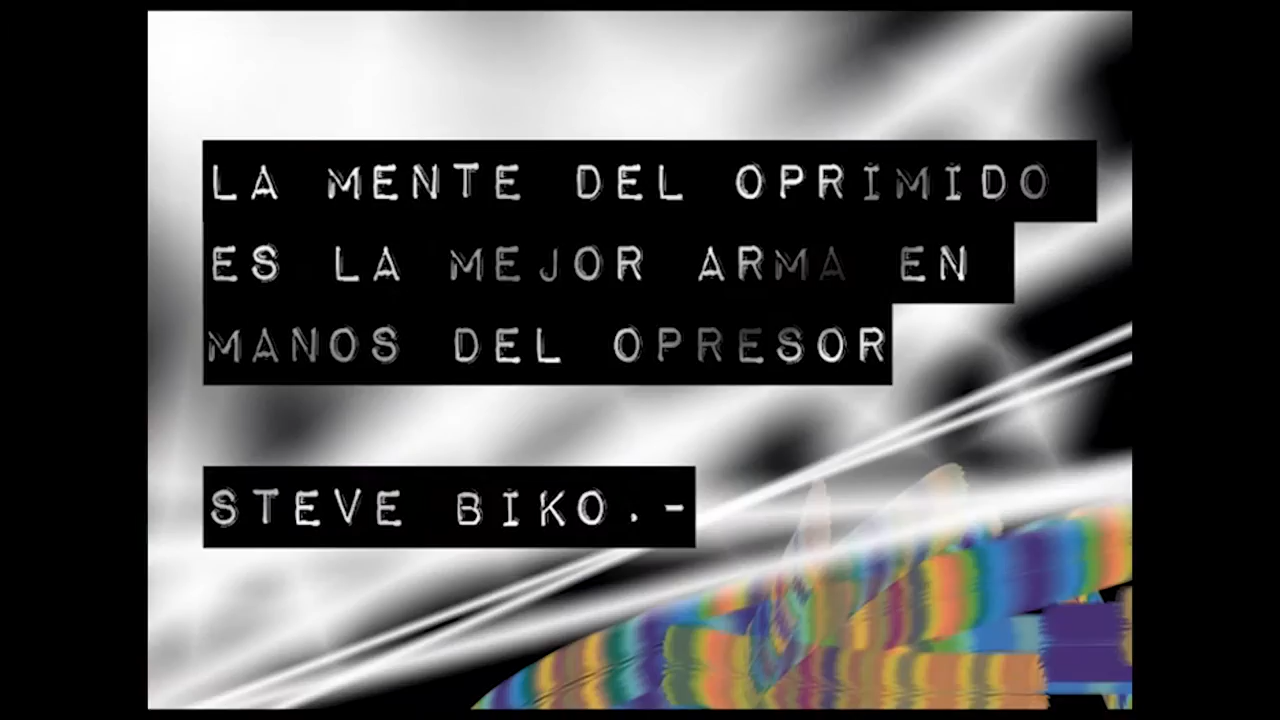 LA MENTE DEL OPRIMIDO
ES LA MEJOR ARMA EN
MANOS DEL OPRESOR
STEVE BIKO.-